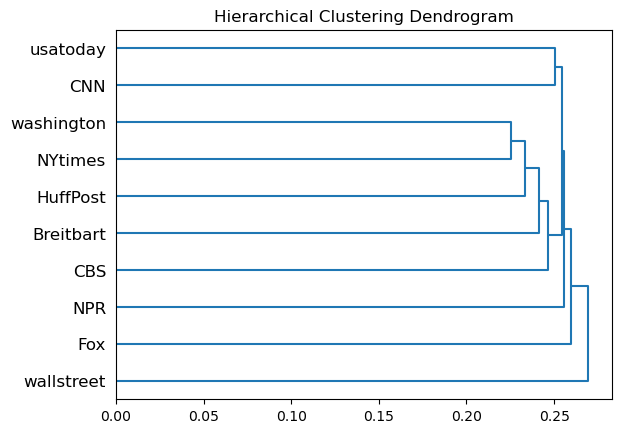 Hierarchical Clustering Dendrogram
usatoday
CNN
washington
NYtimes
HuffPost
Breitbart
CBS
NPR
Fox
wallstreet
0.00 0.05 0.10 0.15 0.20 0.25